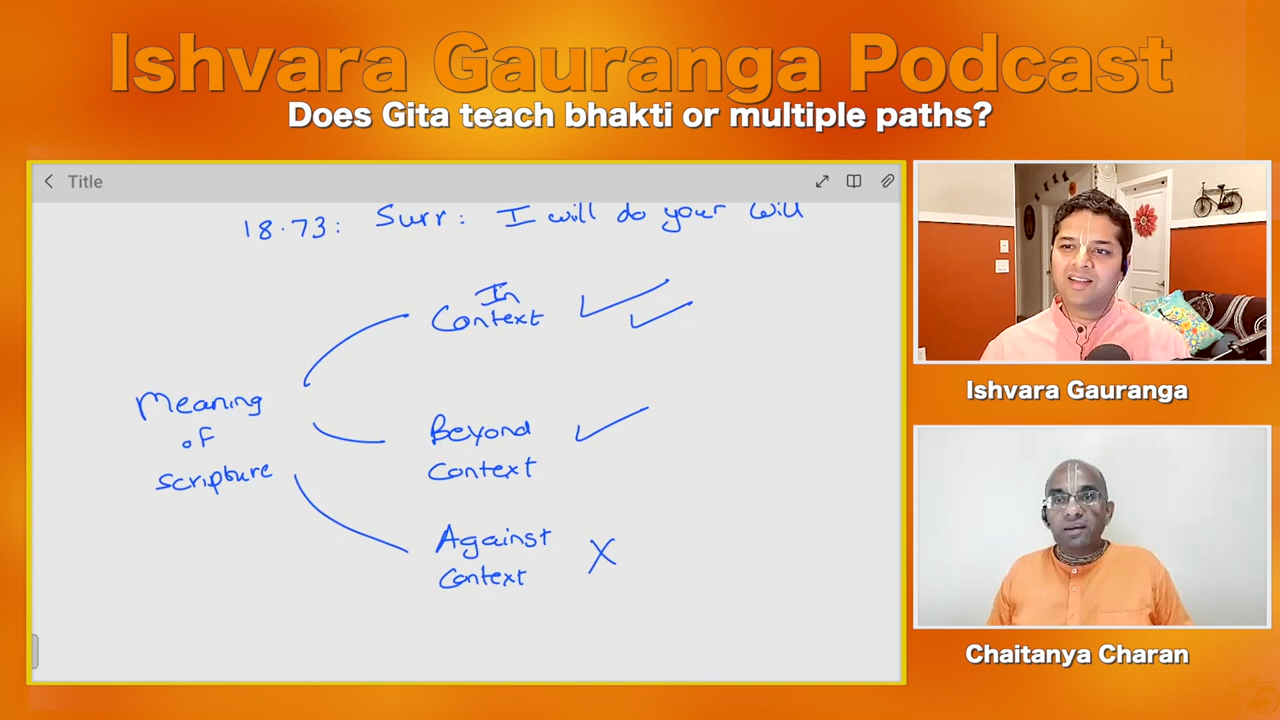 Ishvara Gauranga Podcast
Does Gita teach bhakti or multiple paths?
Title
18.73: Surr: I will do your will
In
Context
Meaning
of
Scripture
Beyond
Context
Against
Context
Ishvara Gauranga
Chaitanya Charan